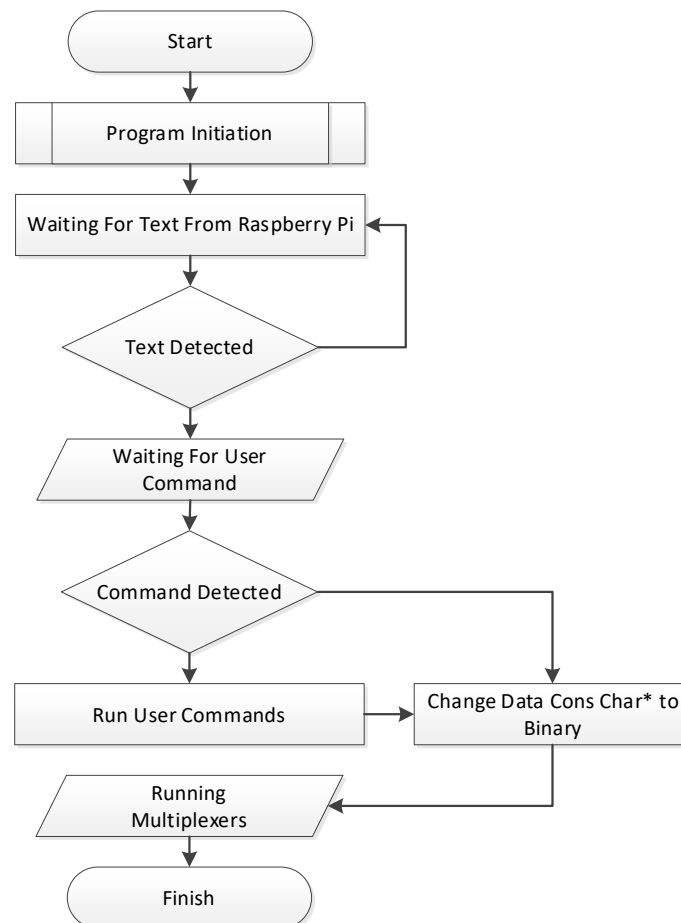 Start
Program Initiation
Waiting For Text From Raspberry Pi
Text Detected
Waiting For User
Command
Command Detected
Run User Commands
Change Data Cons Char* to
Binary
Running
Multiplexers
Finish